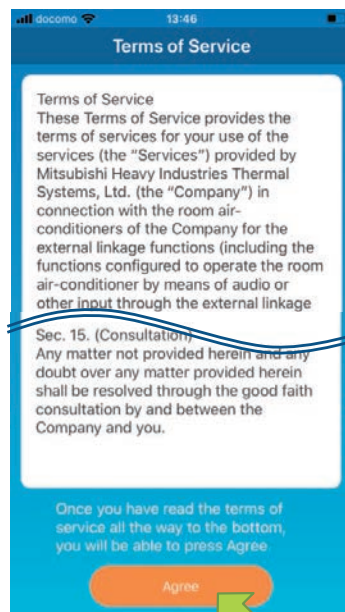 docomo 13:46
Terms of Service
Terms of Service
These Terms of Service provides the
terms of services for your use of the
services (the “Services”) provided by
Mitsubishi Heavy Industries Thermal
Systems, Ltd. (the “Company”) in
connection with the room air-
conditioners of the Company for the
external linkage functions (including the
functions configured to operate the room
air-conditioner by means of audio or
other input through the external linkage
Sec. 15. (Consultation)
Any matter not provided herein and any
doubt over any matter provided herein
shall be resolved through the good faith
consultation by and between the
Company and you.
Once you have read the terms of
service all the way to the bottom,
you will be able to press Agree
Agree